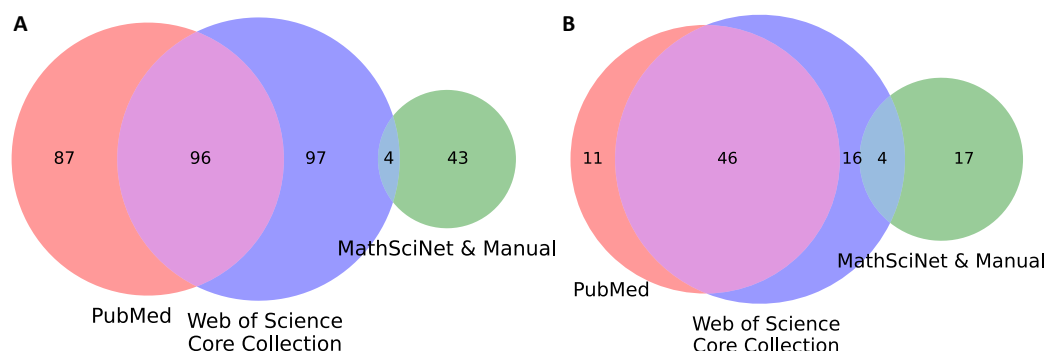 A
87
96
97
4
43
MathSciNet & Manual
PubMed
Web of Science
Core Collection
B
11
46
16
4
17
MathSciNet & Manual
PubMed
Web of Science
Core Collection